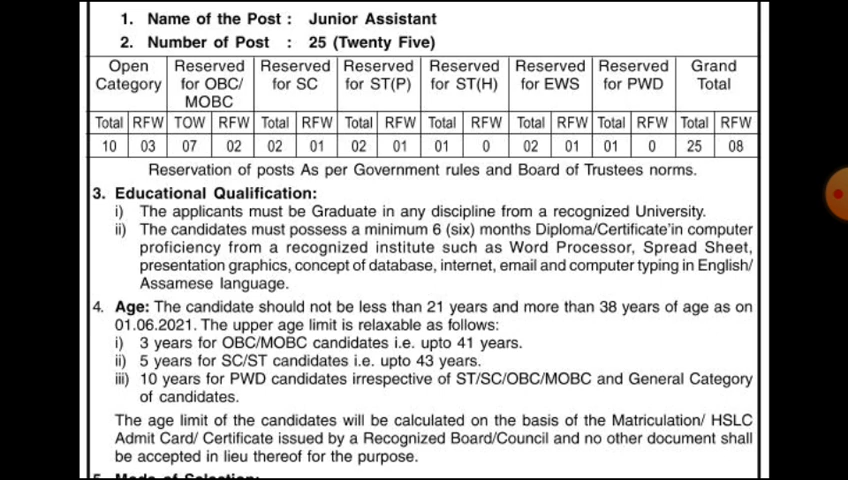 1. Name of the Post : Junior Assistant
2. Number of Post : 25 (Twenty Five)
Open Category Reserved for OBC/ MOBC Reserved for SC Reserved for ST(P) Reserved for ST(H) Reserved for EWS Reserved for PWD Grand Total
Total RFW TOW RFW Total RFW Total RFW Total RFW Total RFW Total RFW Total RFW
10 03 07 02 02 01 02 01 01 0 02 01 01 0 25 08
Reservation of posts As per Government rules and Board of Trustees norms.
3. Educational Qualification:
i) The applicants must be Graduate in any discipline from a recognized University.
ii) The candidates must possess a minimum 6 (six) months Diploma/Certificate'in computer
proficiency from a recognized institute such as Word Processor, Spread Sheet,
presentation graphics, concept of database, internet, email and computer typing in English/
Assamese language.
4. Age: The candidate should not be less than 21 years and more than 38 years of age as on
01.06.2021. The upper age limit is relaxable as follows:
i) 3 years for OBC/MOBC candidates i.e. upto 41 years.
ii) 5 years for SC/ST candidates i.e. upto 43 years.
iii) 10 years for PWD candidates irrespective of ST/SC/OBC/MOBC and General Category
of candidates.
The age limit of the candidates will be calculated on the basis of the Matriculation/ HSLC
Admit Card/ Certificate issued by a Recognized Board/Council and no other document shall
be accepted in lieu thereof for the purpose.
5. Mode of Selection: